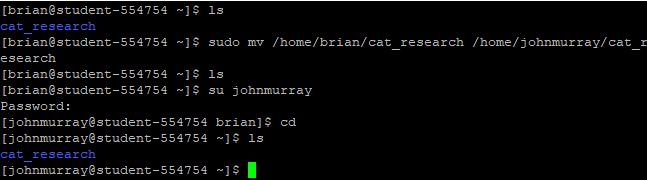 [brian@student-554754 ~]$ ls
cat_research
[brian@student-554754 ~]$ sudo mv /home/brian/cat_research /home/johnmurray/cat_r
esearch
[brian@student-554754 ~]$ ls
[brian@student-554754 ~]$ su johnmurray
Password:
[johnmurray@student-554754 brian]$ cd
[johnmurray@student-554754 ~]$ ls
cat_research
[johnmurray@student-554754 ~]$